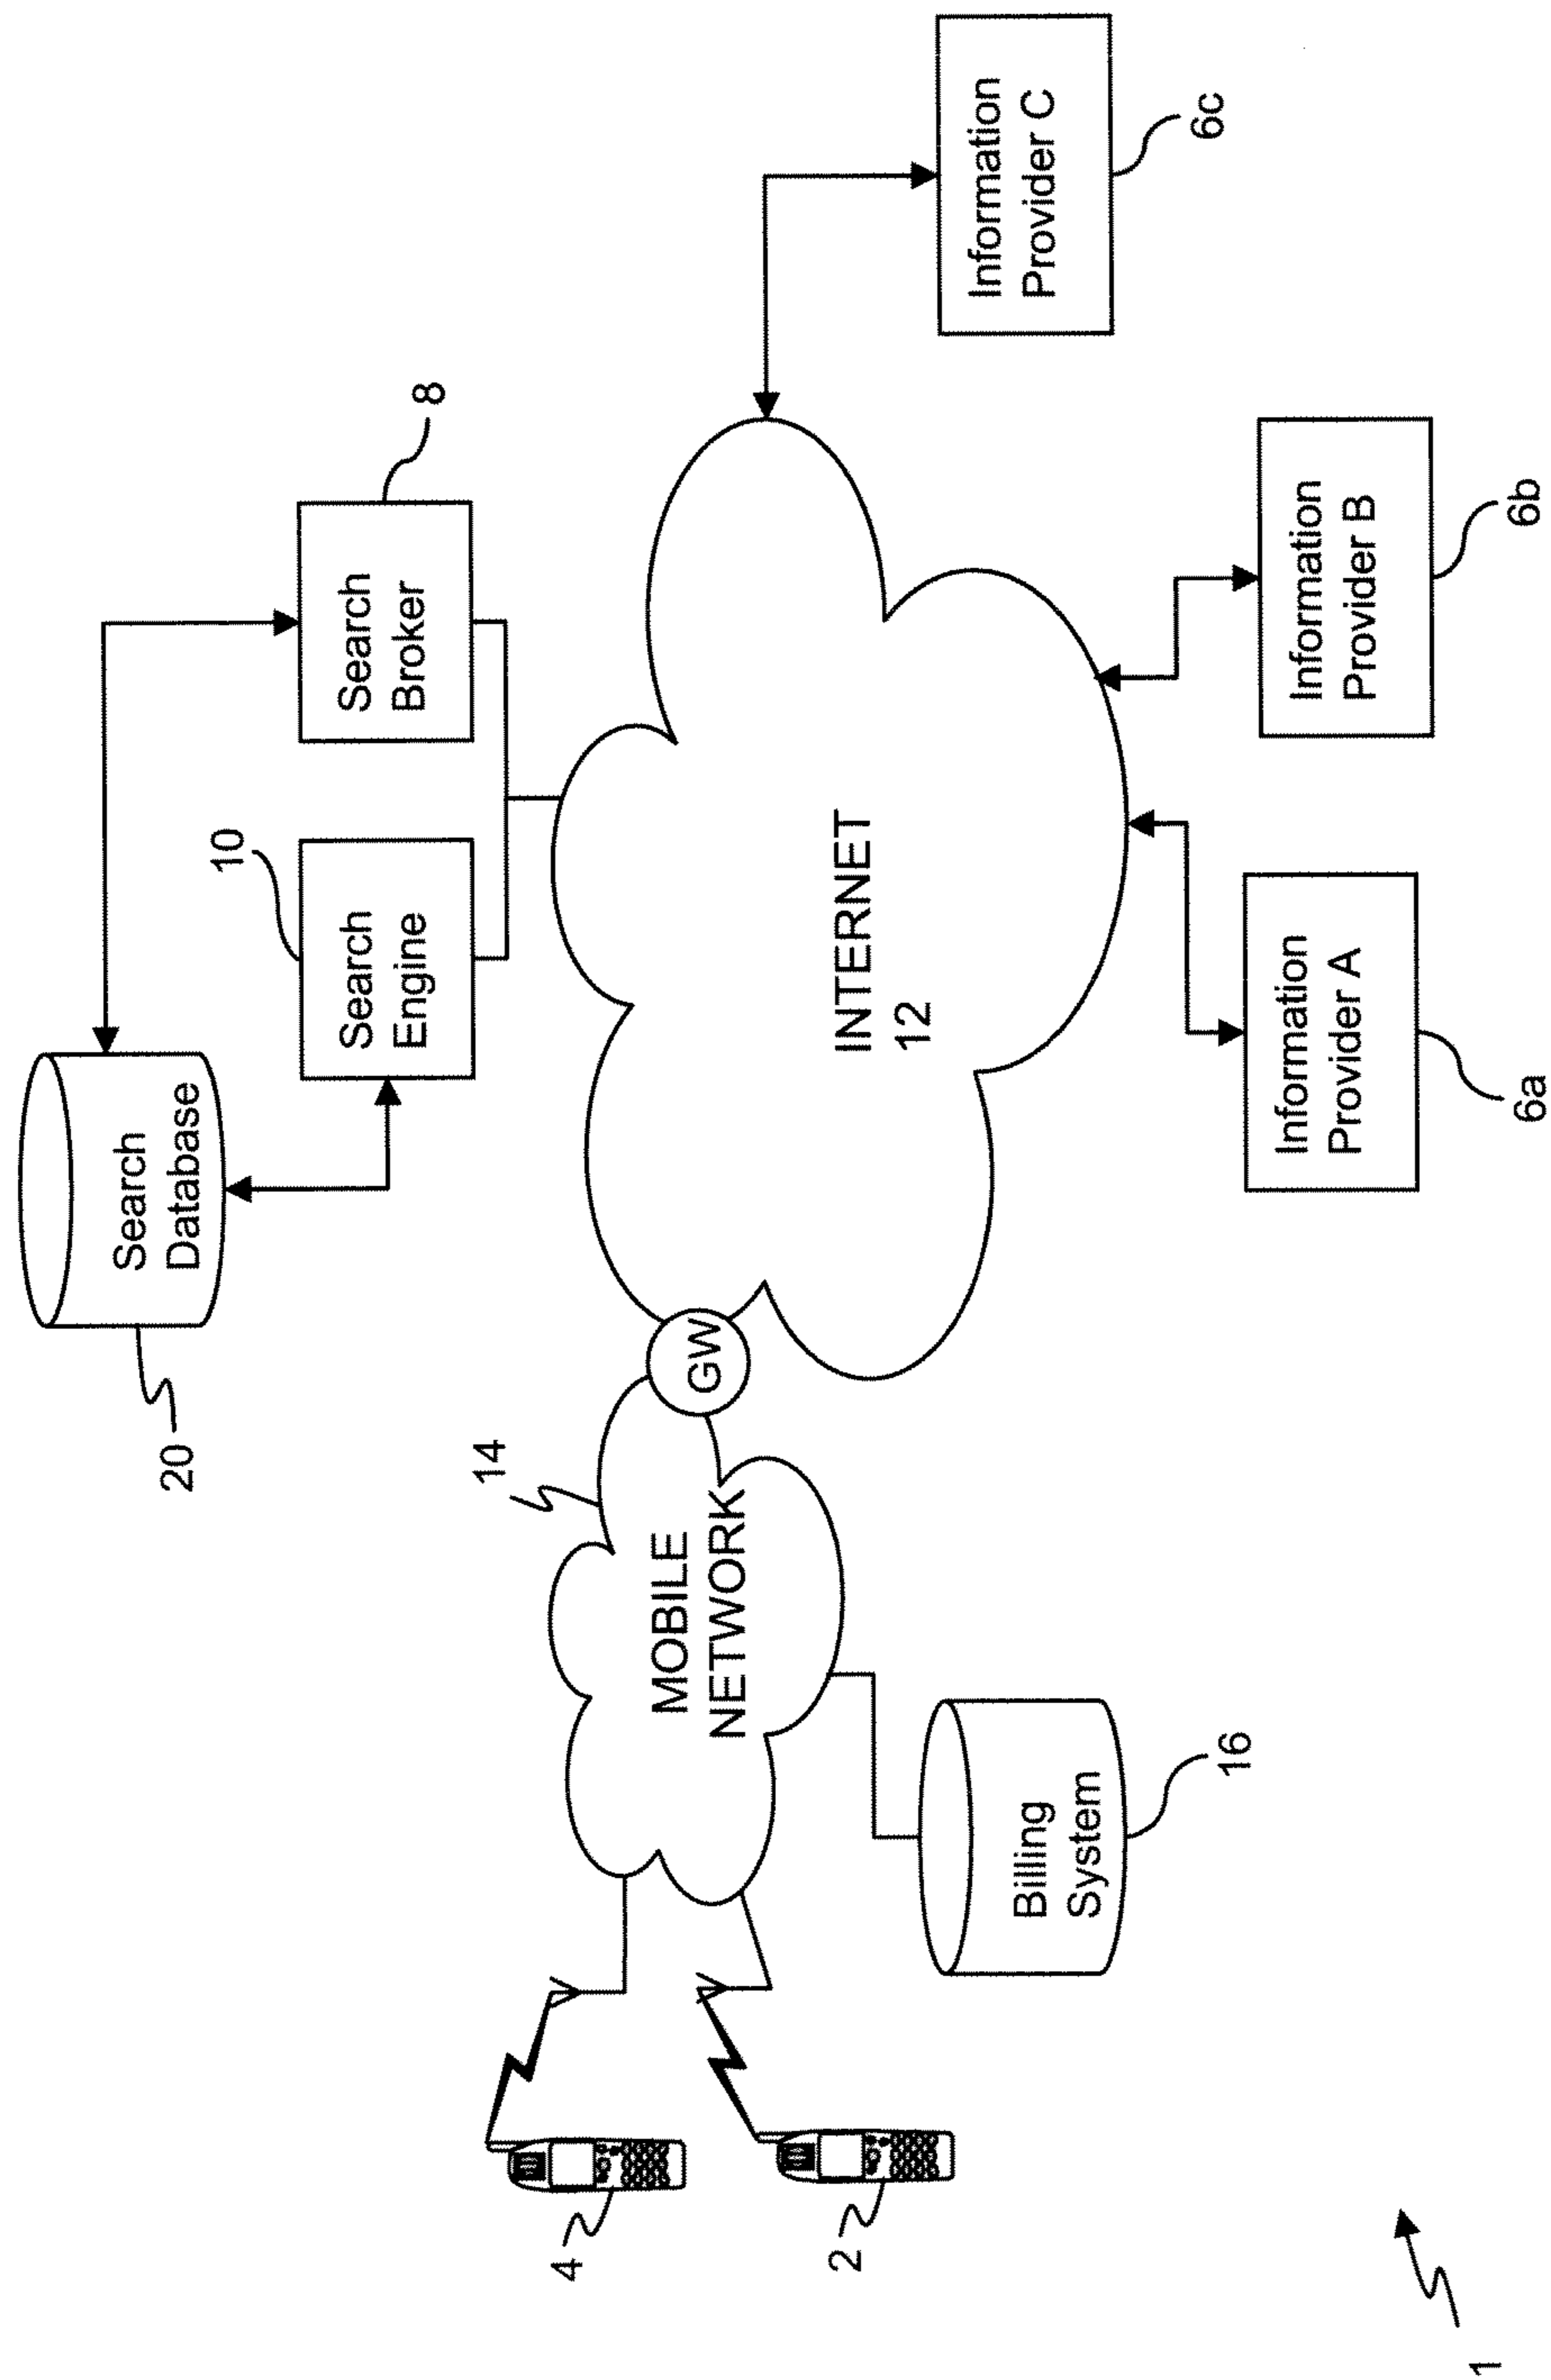 20
Search
Database
10
Search
Engine
8
Search
Broker
14
4
2
MOBILE
NETWORK
GW
INTERNET
12
Billing
System
16
Information
Provider C
6c
Information
Provider A
6a
Information
Provider B
6b
1